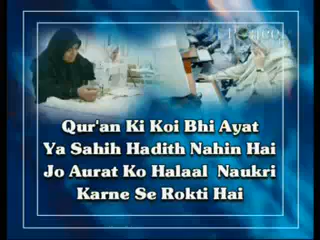 Qur'an Ki Koi Bhi Ayat
Ya Sahih Hadith Nahin Hai
Jo Aurat Ko Halaal Naukri
Karne Se Rokti Hai